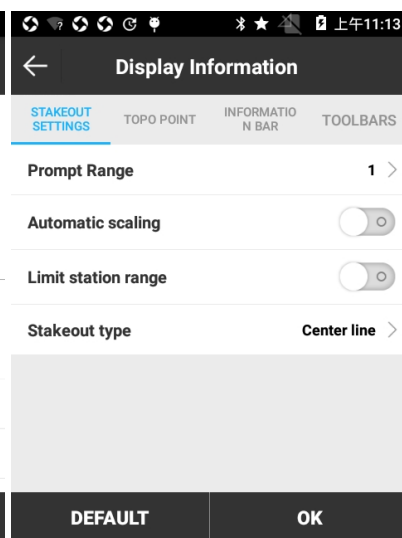 上午11:13
Display Information
STAKEOUT
SETTINGS
TOPO POINT
INFORMATIO
N BAR
TOOLBARS
Prompt Range 1
Automatic scaling
Limit station range
Stakeout type Center line
DEFAULT OK